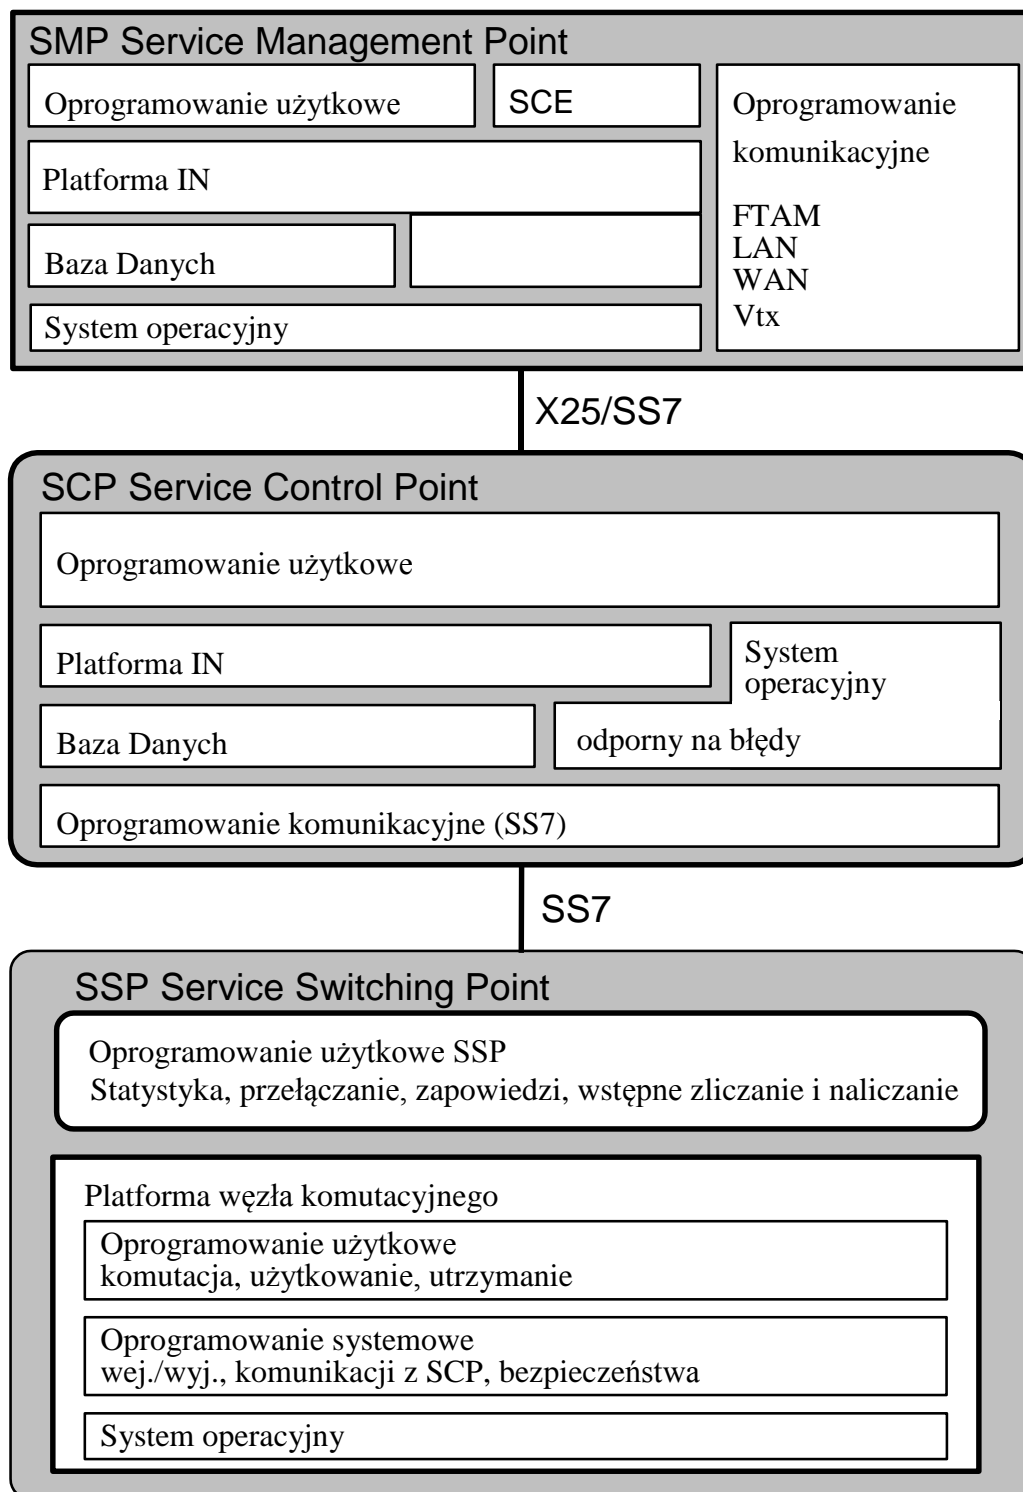 SMP Service Management Point
Oprogramowanie użytkowe
SCE
Oprogramowanie
komunikacyjne
FTAM
LAN
WAN
Vtx
Platforma IN
Baza Danych
System operacyjny
X25/SS7
SCP Service Control Point
Oprogramowanie użytkowe
Platforma IN
System
operacyjny
Baza Danych
odporny na błędy
Oprogramowanie komunikacyjne (SS7)
SS7
SSP Service Switching Point
Oprogramowanie użytkowe SSP
Statystyka, przełączanie, zapowiedzi, wstępne zliczanie i naliczanie
Platforma węzła komutacyjnego
Oprogramowanie użytkowe
komutacja, użytkowanie, utrzymanie
Oprogramowanie systemowe
wej./wyj., komunikacji z SCP, bezpieczeństwa
System operacyjny